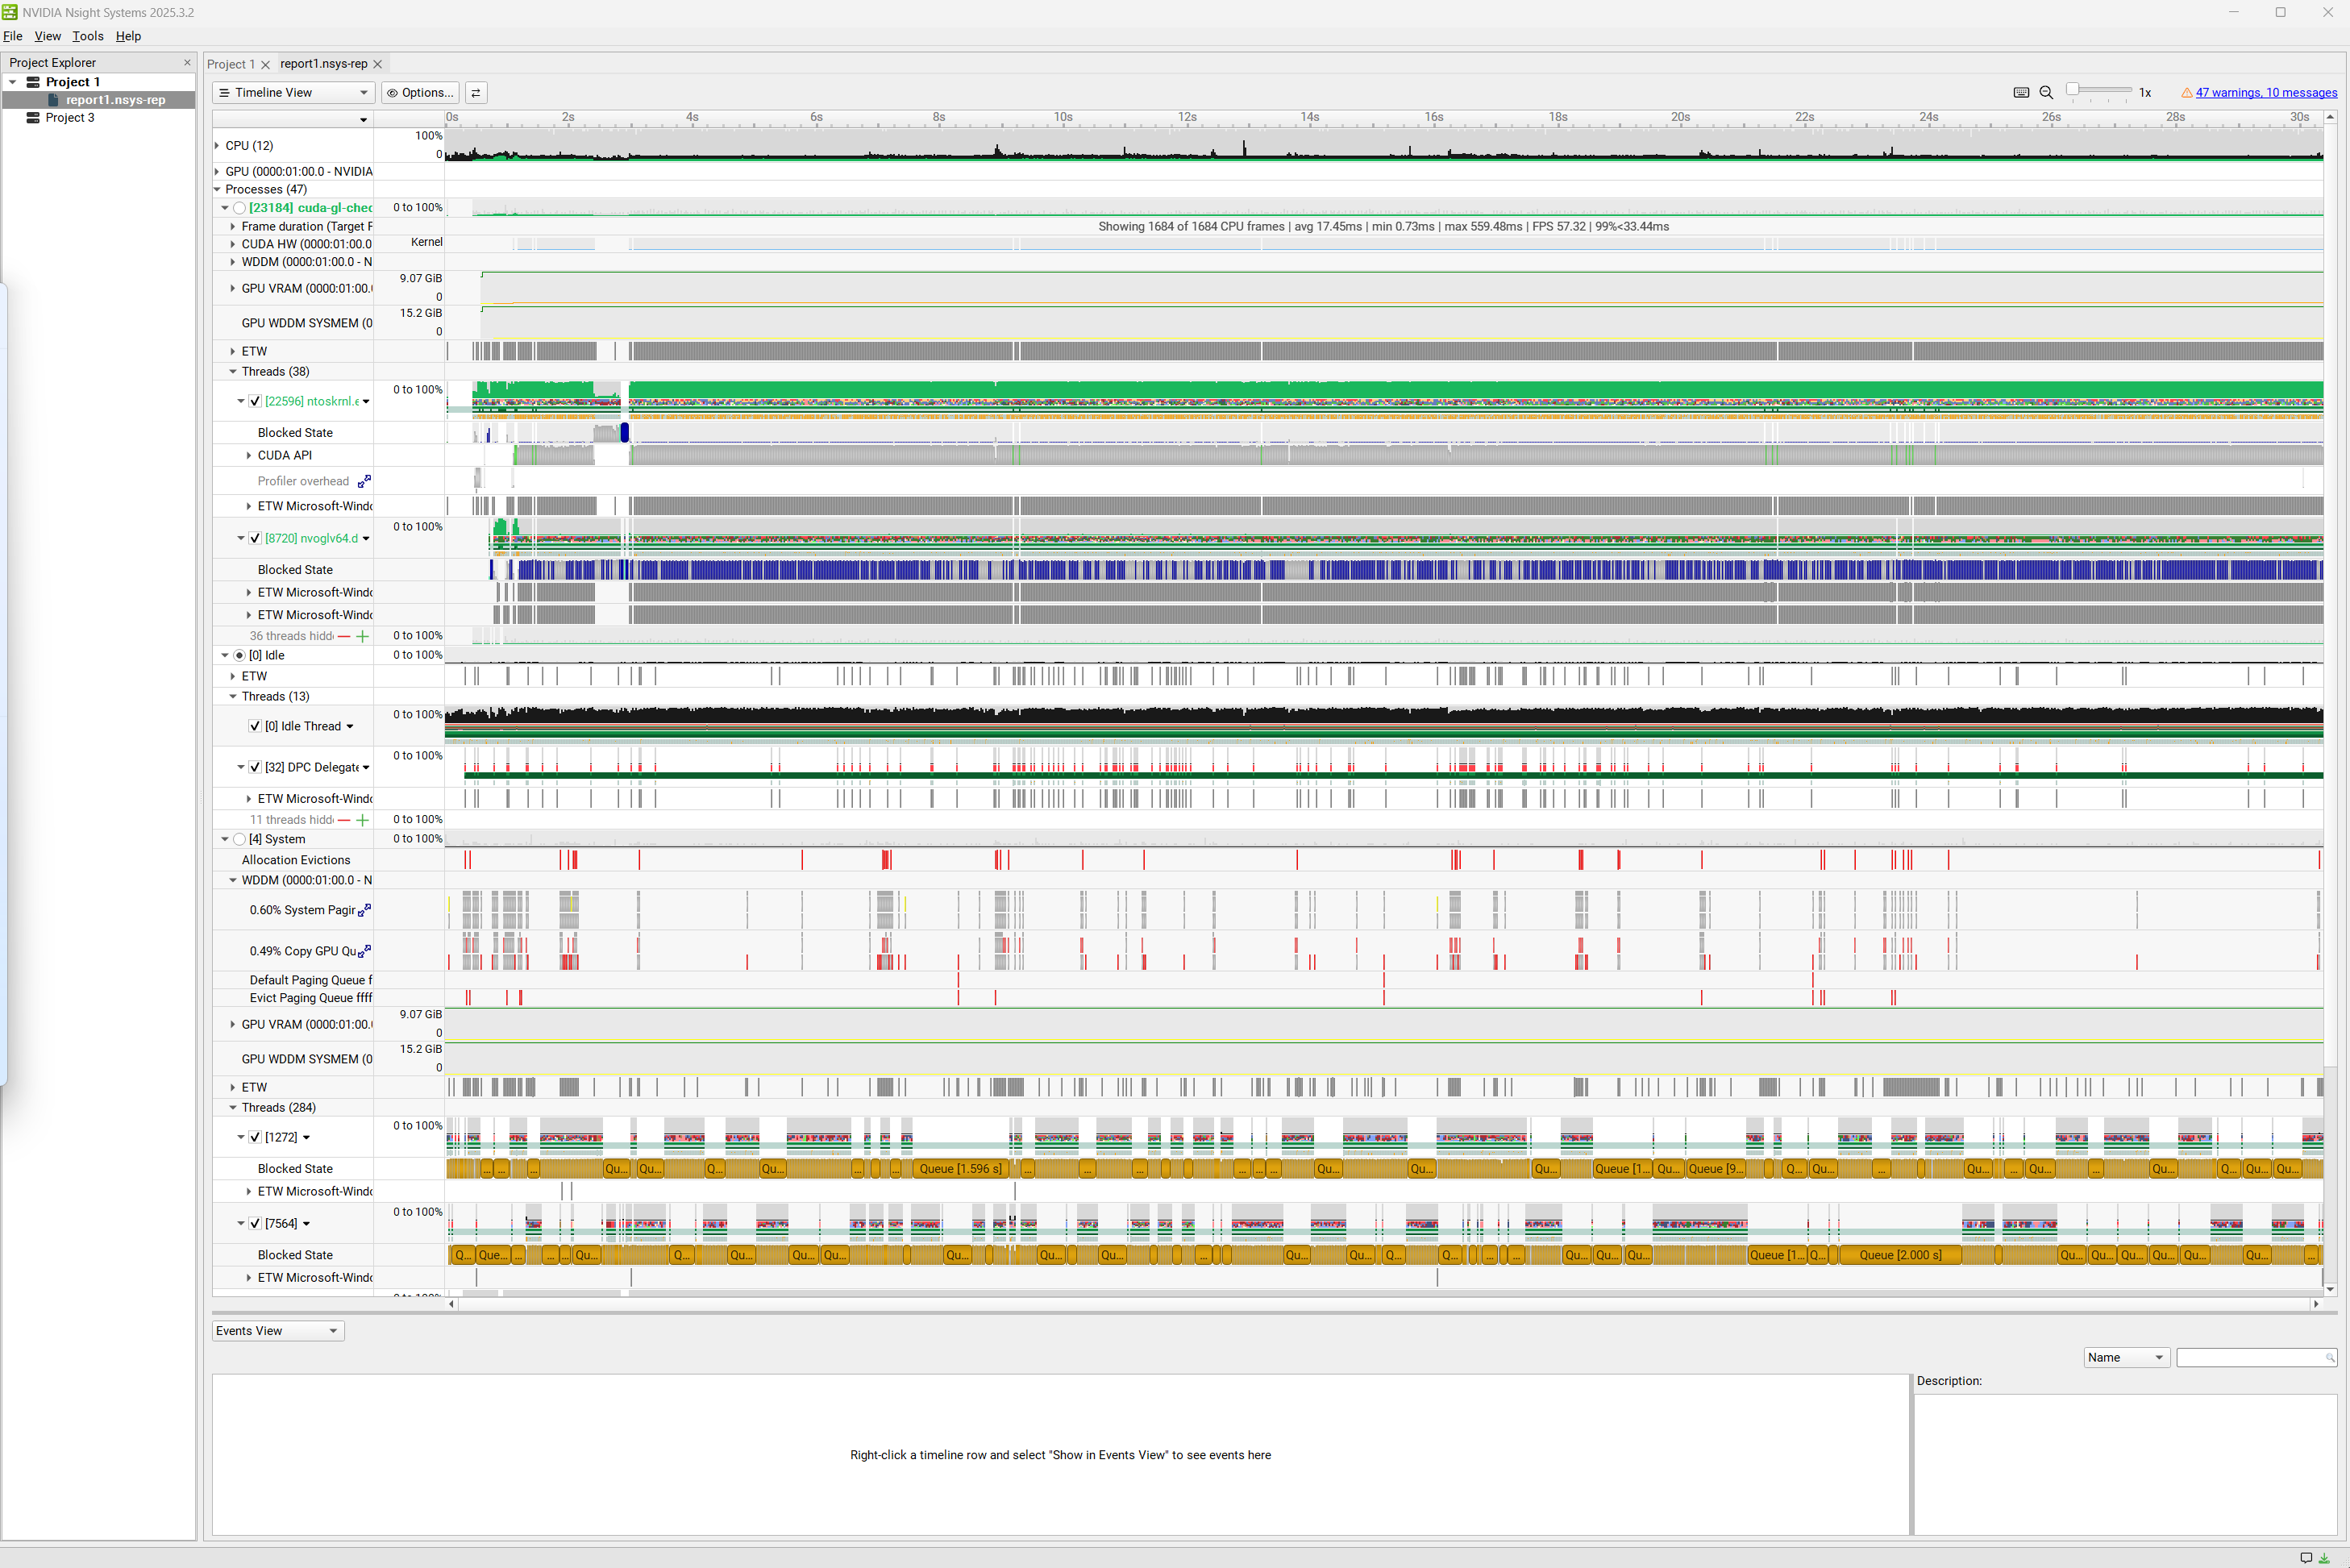 NVIDIA Nsight Systems 2025.3.2
File View Tools Help
Project Explorer
Project 1
report1.nsys-rep
Project 3
Project 1 report1.nsys-rep
Timeline View Options... 1x 47 warnings, 10 messages
0s 2s 4s 6s 8s 10s 12s 14s 16s 18s 20s 22s 24s 26s 28s 30s
CPU (12) 100% 0
GPU (0000:01:00.0 - NVIDIA
Processes (47)
[23184] cuda-gl-chec 0 to 100%
Frame duration (Target F Showing 1684 of 1684 CPU frames | avg 17.45ms | min 0.73ms | max 559.48ms | FPS 57.32 | 99%<33.44ms
CUDA HW (0000:01:00.0 Kernel
WDDM (0000:01:00.0 - N
GPU VRAM (0000:01:00. 9.07 GiB 0
GPU WDDM SYSMEM (0 15.2 GiB 0
ETW
Threads (38)
[22596] ntoskrnl.e 0 to 100%
Blocked State
CUDA API
Profiler overhead
ETW Microsoft-Windo
[8720] nvoglv64.d 0 to 100%
Blocked State
ETW Microsoft-Windo
ETW Microsoft-Windo
36 threads hidd 0 to 100%
[0] Idle 0 to 100%
ETW
Threads (13)
[0] Idle Thread 0 to 100%
[32] DPC Delegate 0 to 100%
ETW Microsoft-Windo
11 threads hidd 0 to 100%
[4] System 0 to 100%
Allocation Evictions
WDDM (0000:01:00.0 - N
0.60% System Pagir
0.49% Copy GPU Qu
Default Paging Queue f
Evict Paging Queue ffff
GPU VRAM (0000:01:00. 9.07 GiB 0
GPU WDDM SYSMEM (0 15.2 GiB 0
ETW
Threads (284)
[1272] 0 to 100%
Blocked State ... ... ... Qu... Qu... Q... Qu... ... ... Queue [1.596 s] ... ... ... ... ... ... Qu... Qu... Qu... Queue [1... Qu... Queue [9... Q... Qu... ... Qu... ... Qu... ... Qu... Q... Qu... Qu...
ETW Microsoft-Windo
[7564] 0 to 100%
Blocked State Q... Que... ... ... ... Qu... Q... Qu... Qu... Qu... Qu... Qu... Qu... ... Qu... Qu... Q... Q... ... ... Qu... Qu... Qu... Queue [1... Q... Queue [2.000 s] Qu... Qu... Qu... Qu... Qu... Qu... ...
ETW Microsoft-Windo
Events View
Name
Description:
Right-click a timeline row and select "Show in Events View" to see events here